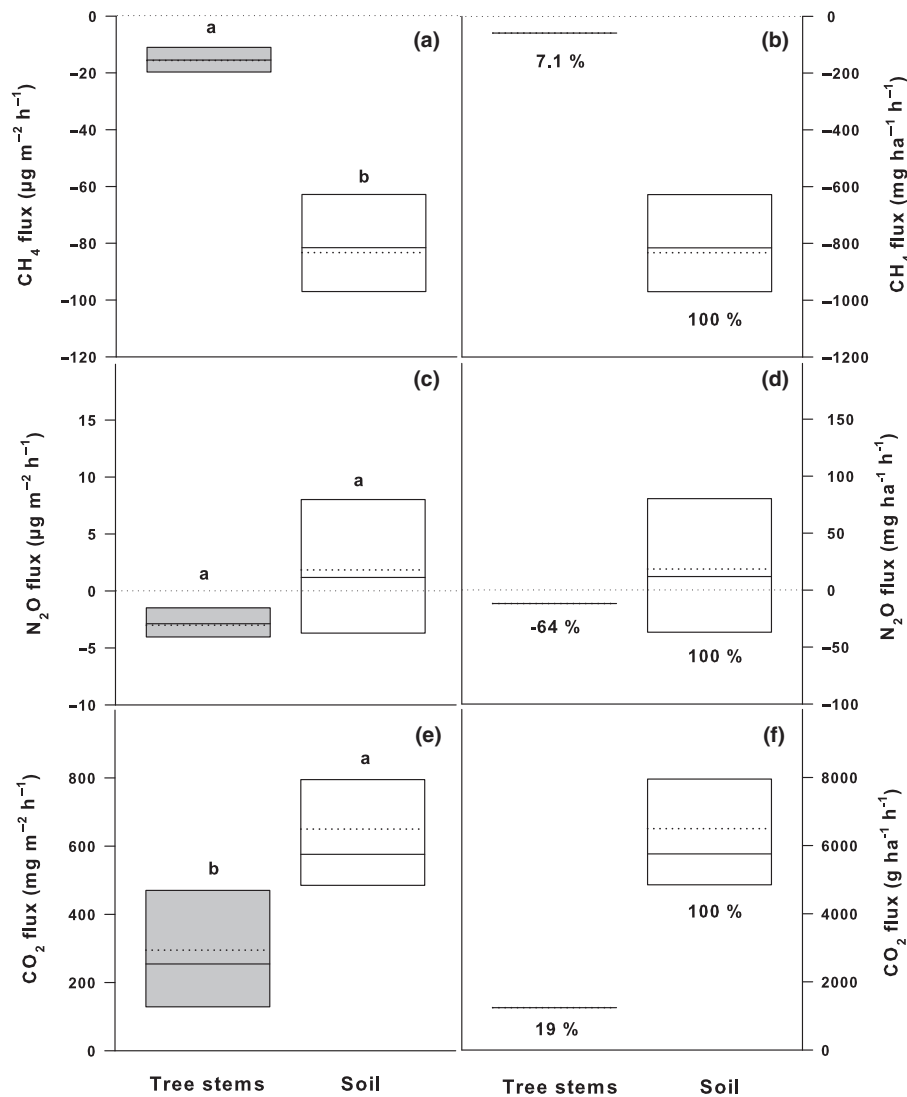 0
a
(a)
(b)
0
−20
7.1 %
−200
−40
−400
−60
b
−600
−80
−800
−100
100 %
−1000
−120
−1200
CH₄ flux (µg m⁻² h⁻¹)
CH₄ flux (mg ha⁻¹ h⁻¹)
(c)
(d)
15
150
10
a
100
5
50
a
0
0
−5
-64 %
100 %
−50
−10
−100
N₂O flux (µg m⁻² h⁻¹)
N₂O flux (mg ha⁻¹ h⁻¹)
(e)
(f)
a
800
8000
600
6000
b
400
100 %
4000
200
2000
19 %
0
0
CO₂ flux (mg m⁻² h⁻¹)
CO₂ flux (g ha⁻¹ h⁻¹)
Tree stems
Soil
Tree stems
Soil